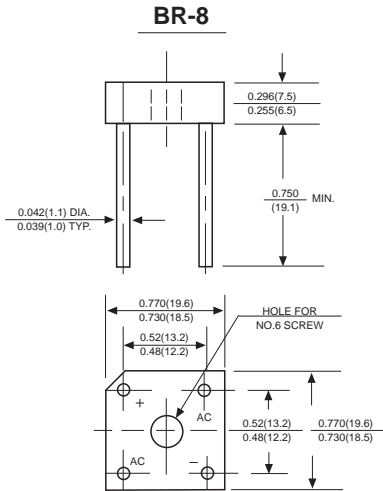 BR-8
0.296(7.5)
0.255(6.5)
0.750 MIN.
(19.1)
0.042(1.1) DIA.
0.039(1.0) TYP.
0.770(19.6)
0.730(18.5)
HOLE FOR
NO.6 SCREW
0.52(13.2)
0.48(12.2)
+
AC
0.52(13.2) 0.770(19.6)
0.48(12.2) 0.730(18.5)
AC −